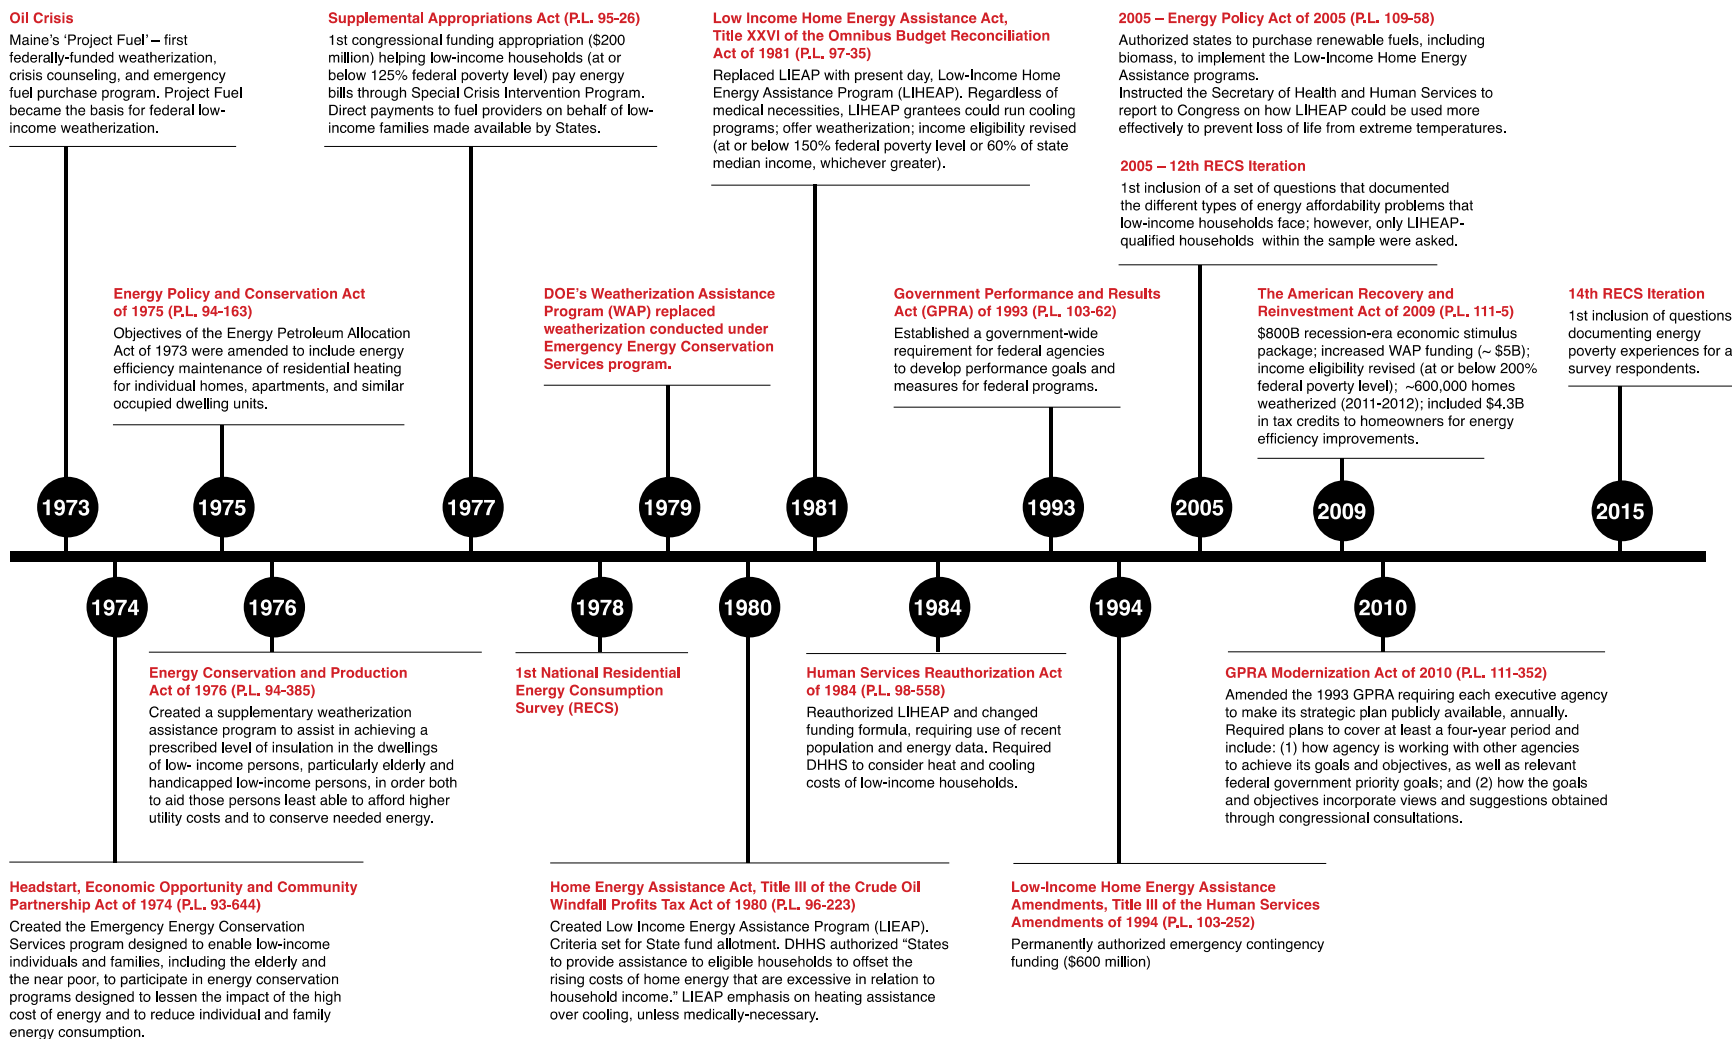 Oil Crisis
Maine's 'Project Fuel' – first
federally-funded weatherization,
crisis counseling, and emergency
fuel purchase program. Project Fuel
became the basis for federal low-
income weatherization.
Supplemental Appropriations Act (P.L. 95-26)
1st congressional funding appropriation ($200
million) helping low-income households (at or
below 125% federal poverty level) pay energy
bills through Special Crisis Intervention Program.
Direct payments to fuel providers on behalf of low-
income families made available by States.
Low Income Home Energy Assistance Act,
Title XXVI of the Omnibus Budget Reconciliation
Act of 1981 (P.L. 97-35)
Replaced LIEAP with present day, Low-Income Home
Energy Assistance Program (LIHEAP). Regardless of
medical necessities, LIHEAP grantees could run cooling
programs; offer weatherization; income eligibility revised
(at or below 150% federal poverty level or 60% of state
median income, whichever greater).
2005 – Energy Policy Act of 2005 (P.L. 109-58)
Authorized states to purchase renewable fuels, including
biomass, to implement the Low-Income Home Energy
Assistance programs.
Instructed the Secretary of Health and Human Services to
report to Congress on how LIHEAP could be used more
effectively to prevent loss of life from extreme temperatures.
2005 – 12th RECS Iteration
1st inclusion of a set of questions that documented
the different types of energy affordability problems that
low-income households face; however, only LIHEAP-
qualified households within the sample were asked.
Energy Policy and Conservation Act
of 1975 (P.L. 94-163)
Objectives of the Energy Petroleum Allocation
Act of 1973 were amended to include energy
efficiency maintenance of residential heating
for individual homes, apartments, and similar
occupied dwelling units.
DOE's Weatherization Assistance
Program (WAP) replaced
weatherization conducted under
Emergency Energy Conservation
Services program.
Government Performance and Results
Act (GPRA) of 1993 (P.L. 103-62)
Established a government-wide
requirement for federal agencies
to develop performance goals and
measures for federal programs.
The American Recovery and
Reinvestment Act of 2009 (P.L. 111-5)
$800B recession-era economic stimulus
package; increased WAP funding (~ $5B);
income eligibility revised (at or below 200%
federal poverty level); ~600,000 homes
weatherized (2011-2012); included $4.3B
in tax credits to homeowners for energy
efficiency improvements.
14th RECS Iteration
1st inclusion of questions
documenting energy
poverty experiences for a
survey respondents.
1973
1975
1977
1979
1981
1993
2005
2009
2015
1974
1976
1978
1980
1984
1994
2010
Energy Conservation and Production
Act of 1976 (P.L. 94-385)
Created a supplementary weatherization
assistance program to assist in achieving a
prescribed level of insulation in the dwellings
of low- income persons, particularly elderly and
handicapped low-income persons, in order both
to aid those persons least able to afford higher
utility costs and to conserve needed energy.
1st National Residential
Energy Consumption
Survey (RECS)
Human Services Reauthorization Act
of 1984 (P.L. 98-558)
Reauthorized LIHEAP and changed
funding formula, requiring use of recent
population and energy data. Required
DHHS to consider heat and cooling
costs of low-income households.
GPRA Modernization Act of 2010 (P.L. 111-352)
Amended the 1993 GPRA requiring each executive agency
to make its strategic plan publicly available, annually.
Required plans to cover at least a four-year period and
include: (1) how agency is working with other agencies
to achieve its goals and objectives, as well as relevant
federal government priority goals; and (2) how the goals
and objectives incorporate views and suggestions obtained
through congressional consultations.
Headstart, Economic Opportunity and Community
Partnership Act of 1974 (P.L. 93-644)
Created the Emergency Energy Conservation
Services program designed to enable low-income
individuals and families, including the elderly and
the near poor, to participate in energy conservation
programs designed to lessen the impact of the high
cost of energy and to reduce individual and family
energy consumption.
Home Energy Assistance Act, Title III of the Crude Oil
Windfall Profits Tax Act of 1980 (P.L. 96-223)
Created Low Income Energy Assistance Program (LIEAP).
Criteria set for State fund allotment. DHHS authorized “States
to provide assistance to eligible households to offset the
rising costs of home energy that are excessive in relation to
household income.” LIEAP emphasis on heating assistance
over cooling, unless medically-necessary.
Low-Income Home Energy Assistance
Amendments, Title III of the Human Services
Amendments of 1994 (P.L. 103-252)
Permanently authorized emergency contingency
funding ($600 million)